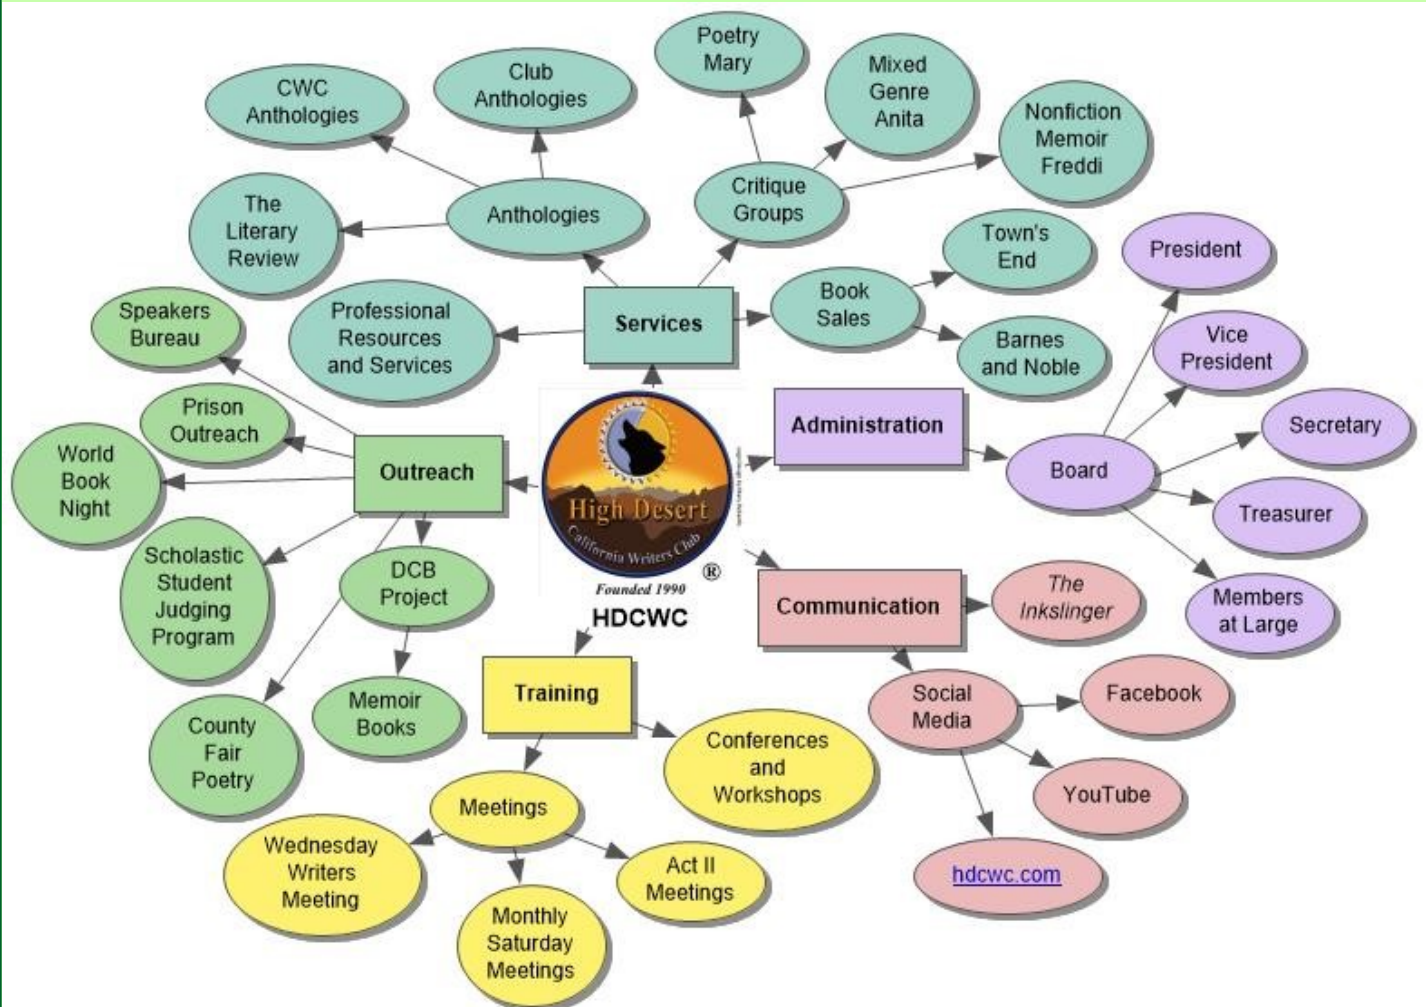 Poetry
Mary
Mixed
Genre
Anita
Nonfiction
Memoir
Freddi
Club
Anthologies
CWC
Anthologies
The
Literary
Review
Anthologies
Critique
Groups
Town's
End
Book
Sales
Barnes
and Noble
Professional
Resources
and Services
Services
Speakers
Bureau
Prison
Outreach
World
Book
Night
Outreach
Scholastic
Student
Judging
Program
DCB
Project
County
Fair
Poetry
Memoir
Books
High Desert
California Writers Club
®
Founded 1990
HDCWC
Administration
Board
President
Vice
President
Secretary
Treasurer
Members
at Large
Communication
The
Inkslinger
Social
Media
Facebook
YouTube
hdcwc.com
Training
Conferences
and
Workshops
Meetings
Wednesday
Writers
Meeting
Monthly
Saturday
Meetings
Act II
Meetings